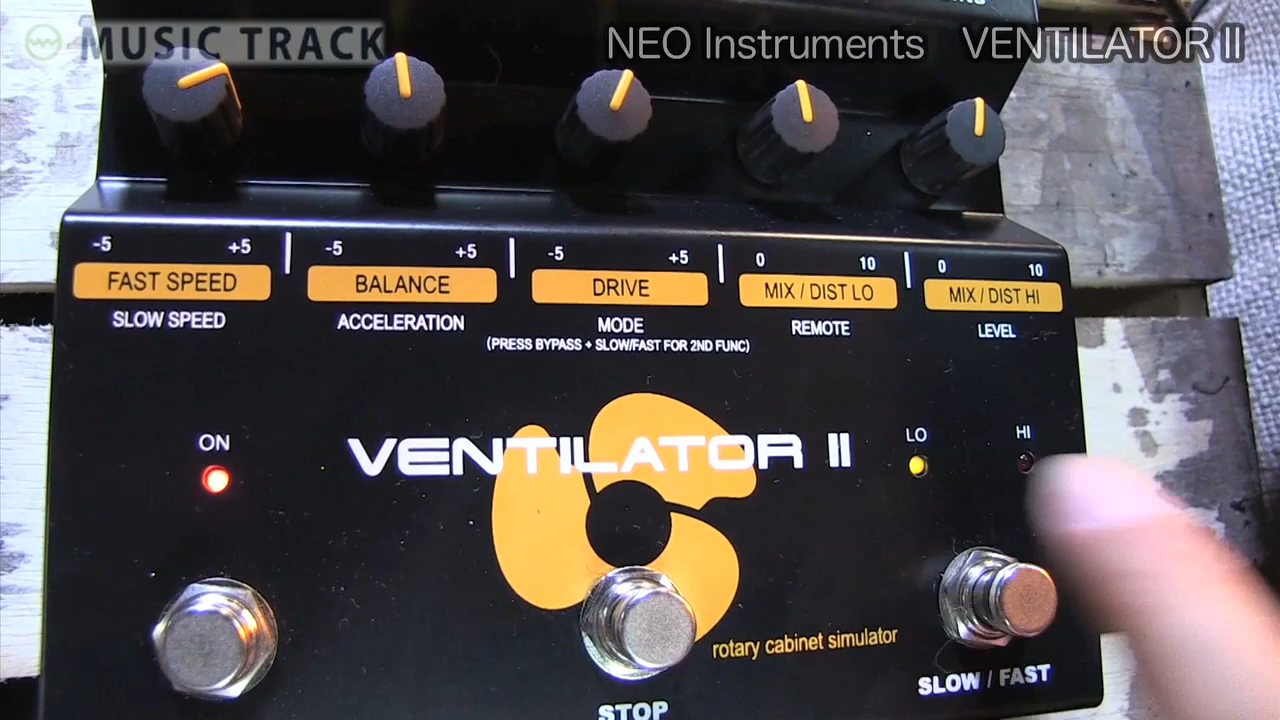 MUSIC TRACK
NEO Instruments VENTILATOR II
-5 +5 -5 +5 -5 +5 0 10 0 10
FAST SPEED BALANCE DRIVE MIX / DIST LO MIX / DIST HI
SLOW SPEED ACCELERATION MODE REMOTE LEVEL
(PRESS BYPASS + SLOW/FAST FOR 2ND FUNC)
ON LO HI
VENTILATOR II
rotary cabinet simulator
SLOW / FAST
STOP